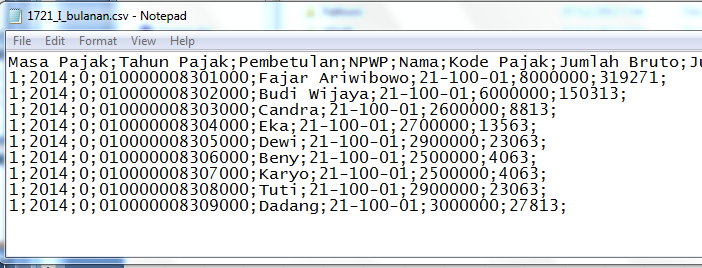 1721_I_bulanan.csv - Notepad
File Edit Format View Help
Masa Pajak;Tahun Pajak;Pembetulan;NPWP;Nama;Kode Pajak;Jumlah Bruto;
1;2014;0;010000008301000;Fajar Ariwibowo;21-100-01;8000000;319271;
1;2014;0;010000008302000;Budi Wijaya;21-100-01;6000000;150313;
1;2014;0;010000008303000;Candra;21-100-01;2600000;8813;
1;2014;0;010000008304000;Eka;21-100-01;2700000;13563;
1;2014;0;010000008305000;Dewi;21-100-01;2900000;23063;
1;2014;0;010000008306000;Beny;21-100-01;2500000;4063;
1;2014;0;010000008307000;Karyo;21-100-01;2500000;4063;
1;2014;0;010000008308000;Tuti;21-100-01;2900000;23063;
1;2014;0;010000008309000;Dadang;21-100-01;3000000;27813;